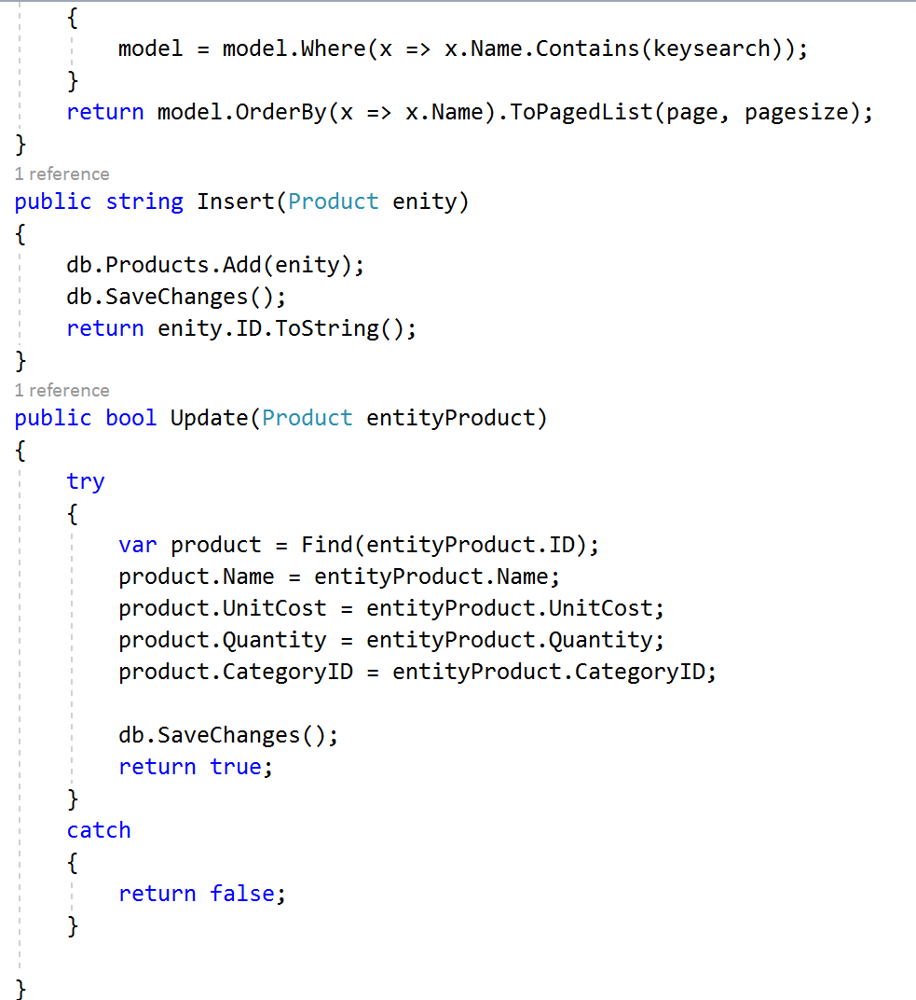 {
model = model.Where(x => x.Name.Contains(keysearch));
}
return model.OrderBy(x => x.Name).ToPagedList(page, pagesize);
}
1 reference
public string Insert(Product enity)
{
db.Products.Add(enity);
db.SaveChanges();
return enity.ID.ToString();
}
1 reference
public bool Update(Product entityProduct)
{
try
{
var product = Find(entityProduct.ID);
product.Name = entityProduct.Name;
product.UnitCost = entityProduct.UnitCost;
product.Quantity = entityProduct.Quantity;
product.CategoryID = entityProduct.CategoryID;
db.SaveChanges();
return true;
}
catch
{
return false;
}
}